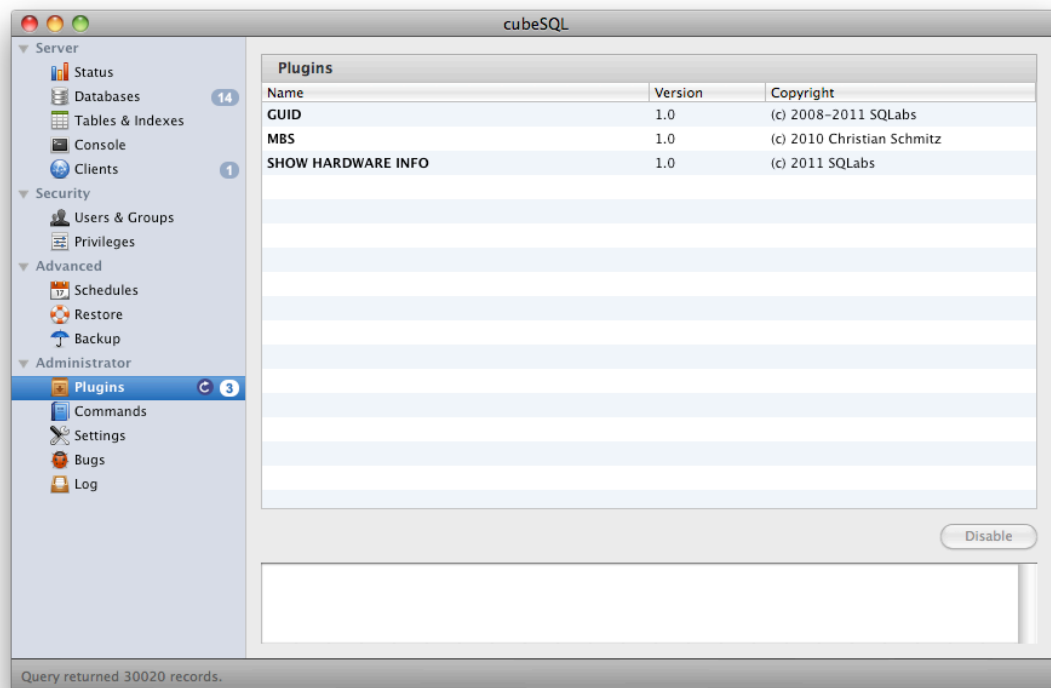 cubeSQL
Server
Status
Databases 14
Tables & Indexes
Console
Clients 1
Security
Users & Groups
Privileges
Advanced
17 Schedules
Restore
Backup
Administrator
Plugins 3
Commands
Settings
Bugs
Log
Plugins
Name Version Copyright
GUID 1.0 (c) 2008-2011 SQLabs
MBS 1.0 (c) 2010 Christian Schmitz
SHOW HARDWARE INFO 1.0 (c) 2011 SQLabs
Disable
Query returned 30020 records.